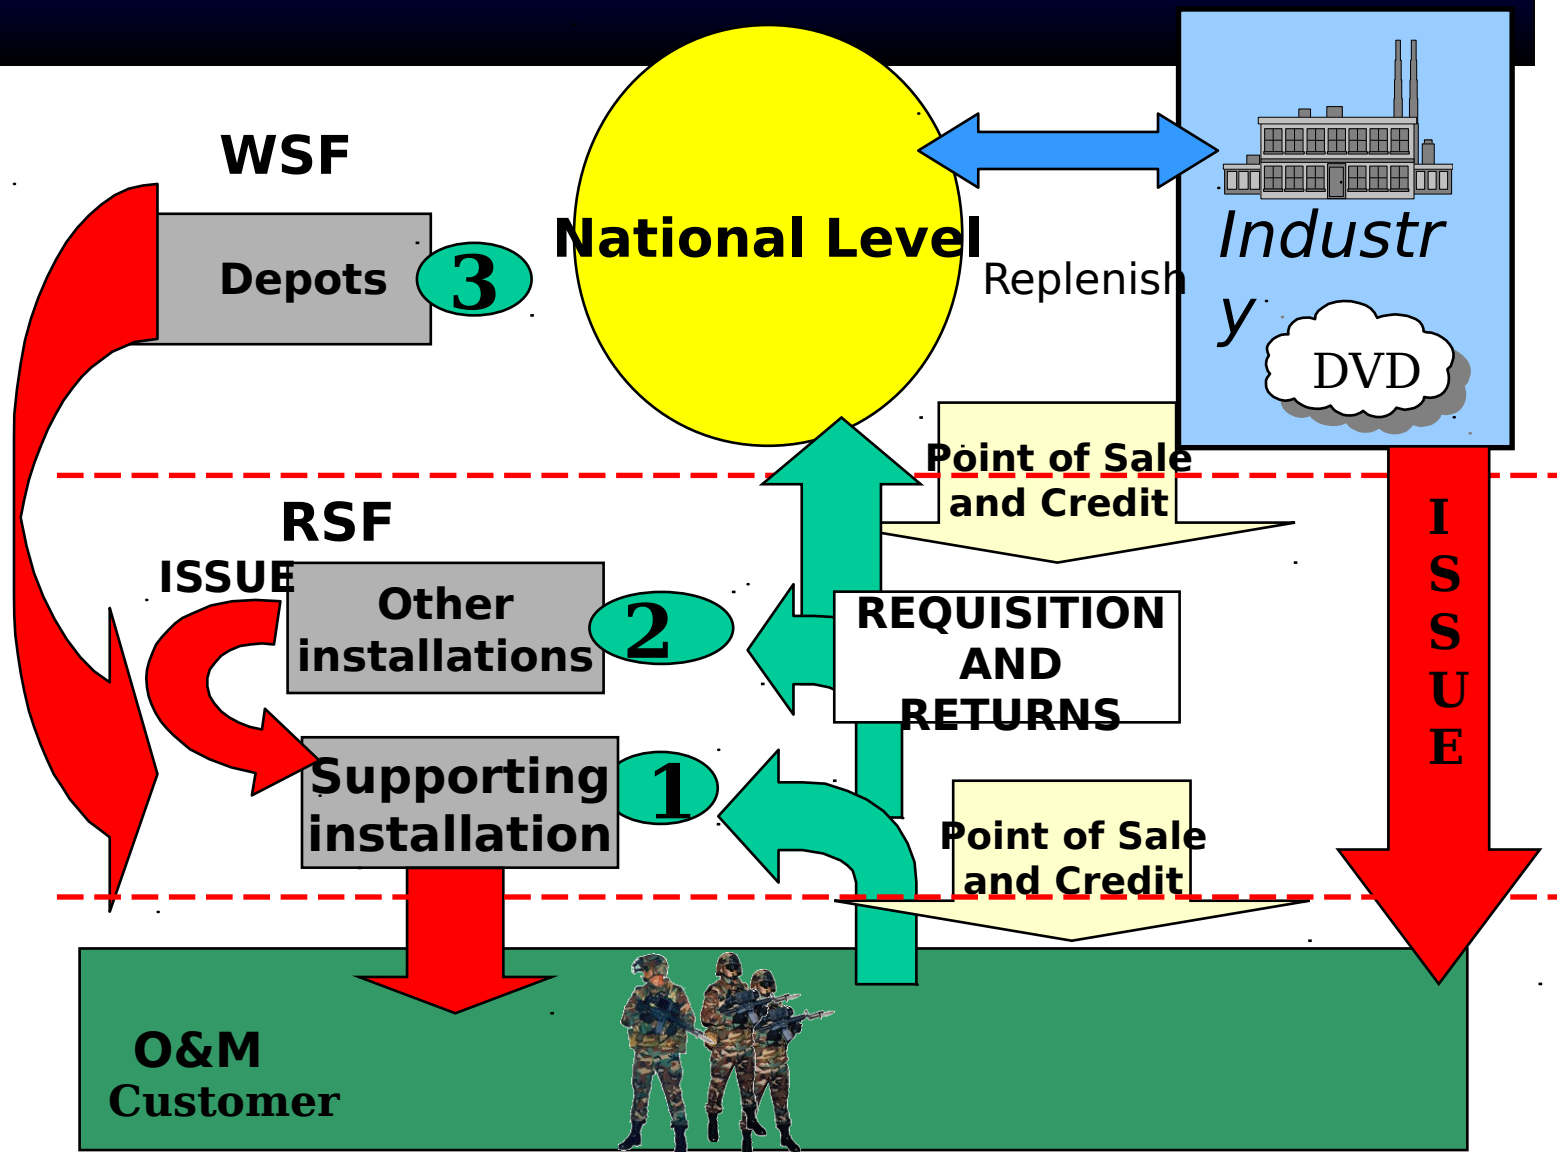 WSF
National Level
Depots
3
Replenish
Industr
y
DVD
Point of Sale
and Credit
RSF
ISSUE
Other
installations
2
REQUISITION
AND
RETURNS
I
S
S
U
E
Supporting
installation
1
Point of Sale
and Credit
O&M
Customer